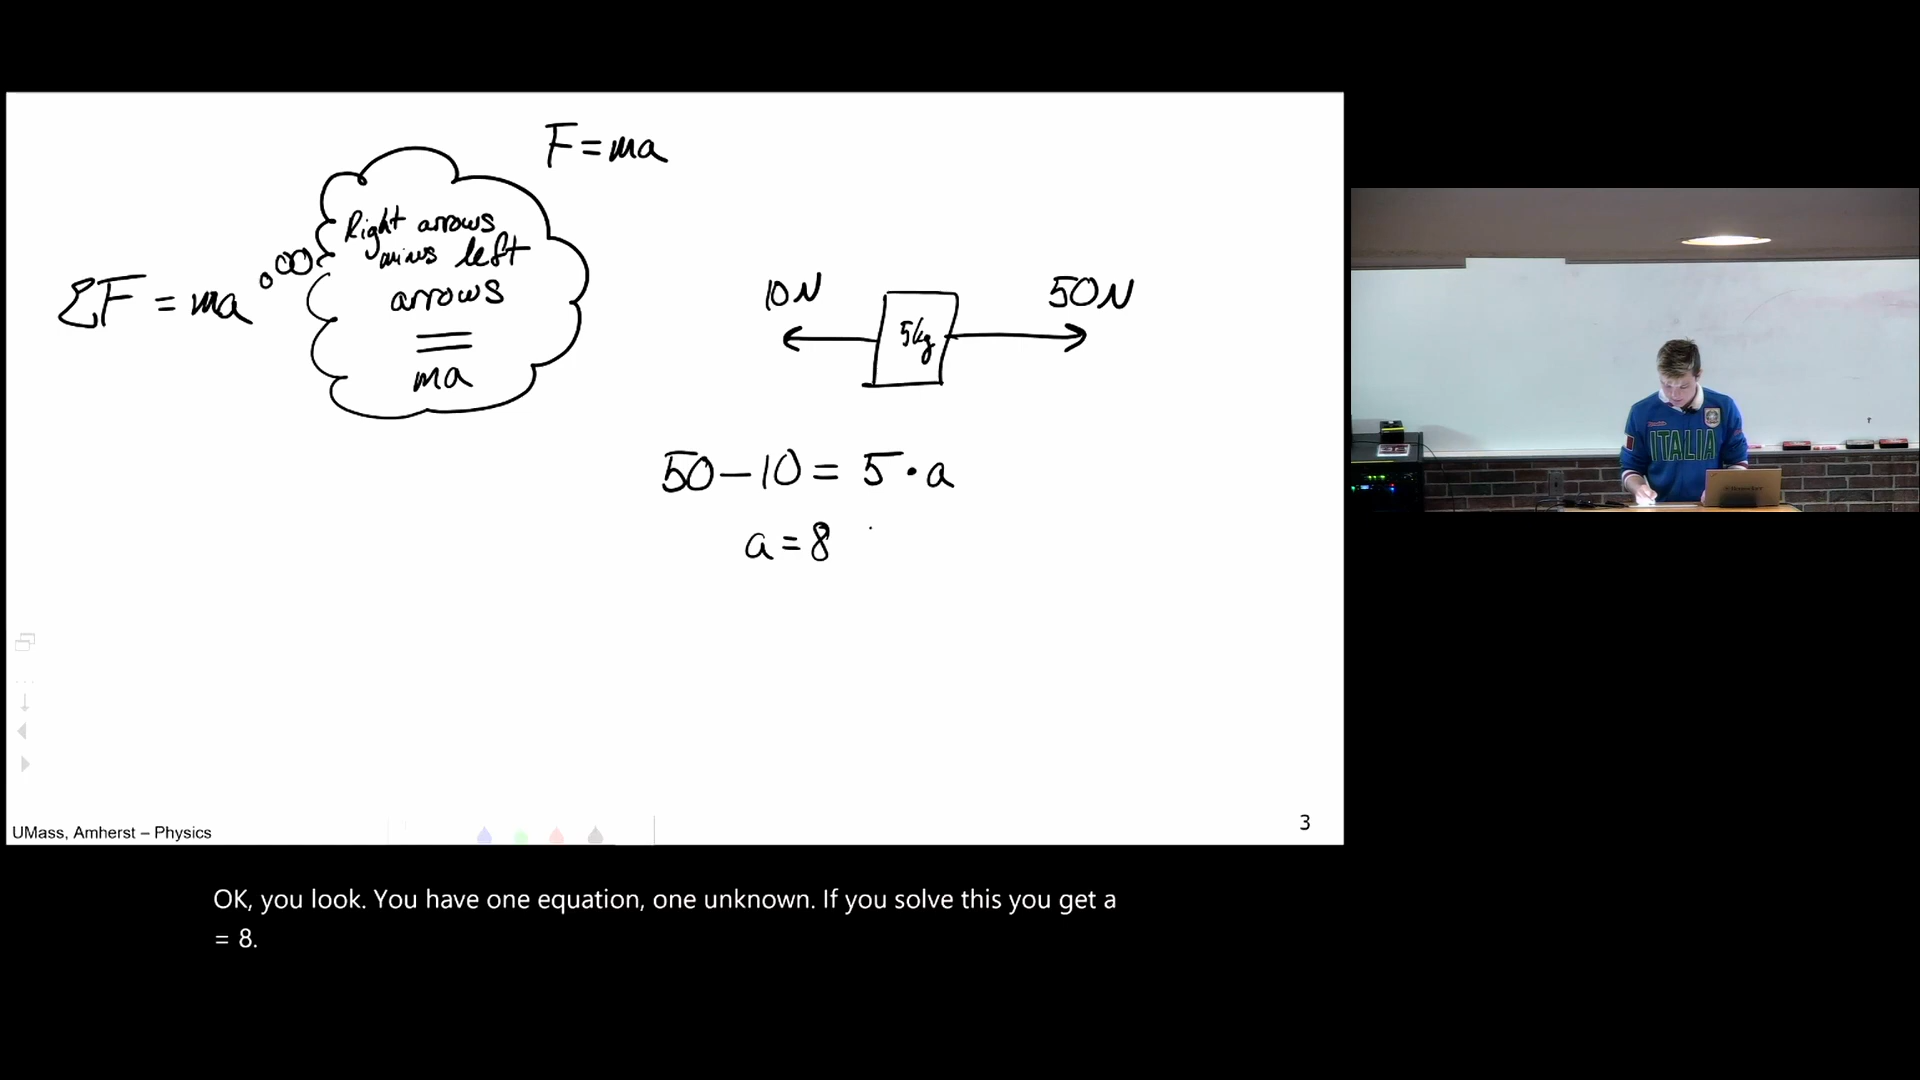 F = ma
Right arrows
minus left
arrows
=
ma
ΣF = ma
10N
50N
5kg
50 - 10 = 5 · a
a = 8
ITALIA
UMass, Amherst – Physics
3
OK, you look. You have one equation, one unknown. If you solve this you get a
= 8.